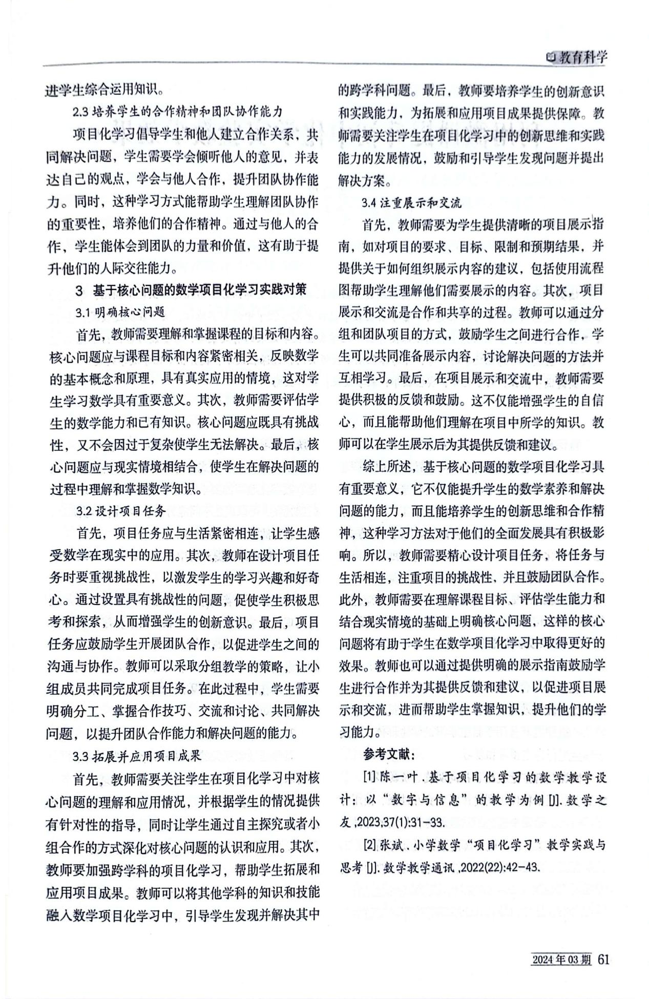 教育科学
进学生综合运用知识。
2.3 培养学生的合作精神和团队协作能力
项目化学习倡导学生和他人建立合作关系，共
同解决问题，学生需要学会倾听他人的意见，并表
达自己的观点，学会与他人合作，提升团队协作能
力。同时，这种学习方式能帮助学生理解团队协作
的重要性，培养他们的合作精神。通过与他人的合
作，学生能体会到团队的力量和价值，这有助于提
升他们的人际交往能力。
3 基于核心问题的数学项目化学习实践对策
3.1 明确核心问题
首先，教师需要理解和掌握课程的目标和内容。
核心问题应与课程目标和内容紧密相关，反映数学
的基本概念和原理，具有真实应用的情境，这对学
生学习数学具有重要意义。其次，教师需要评估学
生的数学能力和已有知识。核心问题应既具有挑战
性，又不会因过于复杂使学生无法解决。最后，核
心问题应与现实情境相结合，使学生在解决问题的
过程中理解和掌握数学知识。
3.2 设计项目任务
首先，项目任务应与生活紧密相连，让学生感
受数学在现实中的应用。其次，教师在设计项目任
务时要重视挑战性，以激发学生的学习兴趣和好奇
心。通过设置具有挑战性的问题，促使学生积极思
考和探索，从而增强学生的创新意识。最后，项目
任务应鼓励学生开展团队合作，以促进学生之间的
沟通与协作。教师可以采取分组教学的策略，让小
组成员共同完成项目任务。在此过程中，学生需要
明确分工、掌握合作技巧、交流和讨论、共同解决
问题，以提升团队合作能力和解决问题的能力。
3.3 拓展并应用项目成果
首先，教师需要关注学生在项目化学习中对核
心问题的理解和应用情况，并根据学生的情况提供
有针对性的指导，同时让学生通过自主探究或者小
组合作的方式深化对核心问题的认识和应用。其次，
教师要加强跨学科的项目化学习，帮助学生拓展和
应用项目成果。教师可以将其他学科的知识和技能
融入数学项目化学习中，引导学生发现并解决其中
的跨学科问题。最后，教师要培养学生的创新意识
和实践能力，为拓展和应用项目成果提供保障。教
师需要关注学生在项目化学习中的创新思维和实践
能力的发展情况，鼓励和引导学生发现问题并提出
解决方案。
3.4 注重展示和交流
首先，教师需要为学生提供清晰的项目展示指
南，如对项目的要求、目标、限制和预期结果，并
提供关于如何组织展示内容的建议，包括使用流程
图帮助学生理解他们需要展示的内容。其次，项目
展示和交流是合作和共享的过程。教师可以通过分
组和团队项目的方式，鼓励学生之间进行合作，学
生可以共同准备展示内容，讨论解决问题的方法并
互相学习。最后，在项目展示和交流中，教师需要
提供积极的反馈和鼓励。这不仅能增强学生的自信
心，而且能帮助他们理解在项目中所学的知识。教
师可以在学生展示后为其提供反馈和建议。
综上所述，基于核心问题的数学项目化学习具
有重要意义，它不仅能提升学生的数学素养和解决
问题的能力，而且能培养学生的创新思维和合作精
神，这种学习方法对于他们的全面发展具有积极影
响。所以，教师需要精心设计项目任务，将任务与
生活相连，注重项目的挑战性，并且鼓励团队合作。
此外，教师需要在理解课程目标、评估学生能力和
结合现实情境的基础上明确核心问题，这样的核心
问题将有助于学生在数学项目化学习中取得更好的
效果。教师也可以通过提供明确的展示指南鼓励学
生进行合作并为其提供反馈和建议，以促进项目展
示和交流，进而帮助学生掌握知识，提升他们的学
习能力。
参考文献：
[1] 陈一叶．基于项目化学习的数学教学设
计：以“数字与信息”的教学为例 [J]. 数学之
友,2023,37(1):31-33.
[2] 张斌．小学数学“项目化学习”教学实践与
思考 [J]. 数学教学通讯,2022(22):42-43.
2024 年 03 期 61